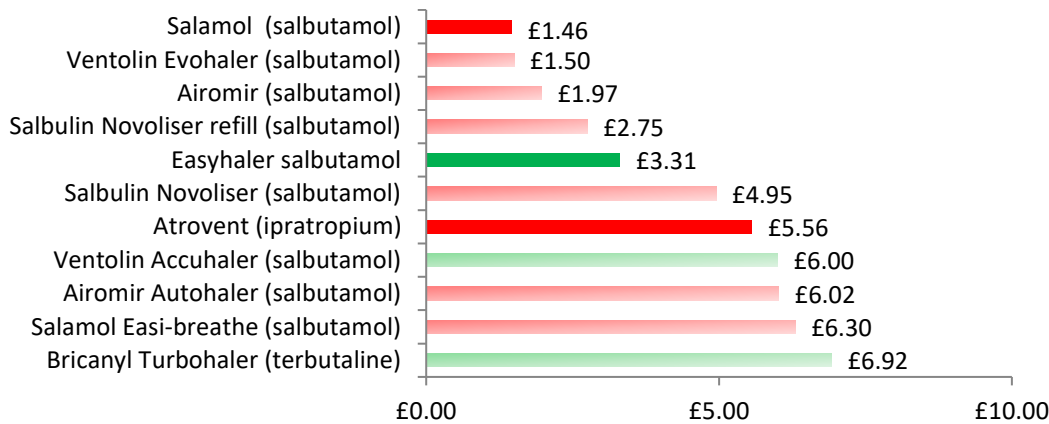 Salamol  (salbutamol) £1.46
Ventolin Evohaler (salbutamol) £1.50
Airomir (salbutamol) £1.97
Salbulin Novoliser refill (salbutamol) £2.75
Easyhaler salbutamol £3.31
Salbulin Novoliser (salbutamol) £4.95
Atrovent (ipratropium) £5.56
Ventolin Accuhaler (salbutamol) £6.00
Airomir Autohaler (salbutamol) £6.02
Salamol Easi-breathe (salbutamol) £6.30
Bricanyl Turbohaler (terbutaline) £6.92
£0.00 £5.00 £10.00